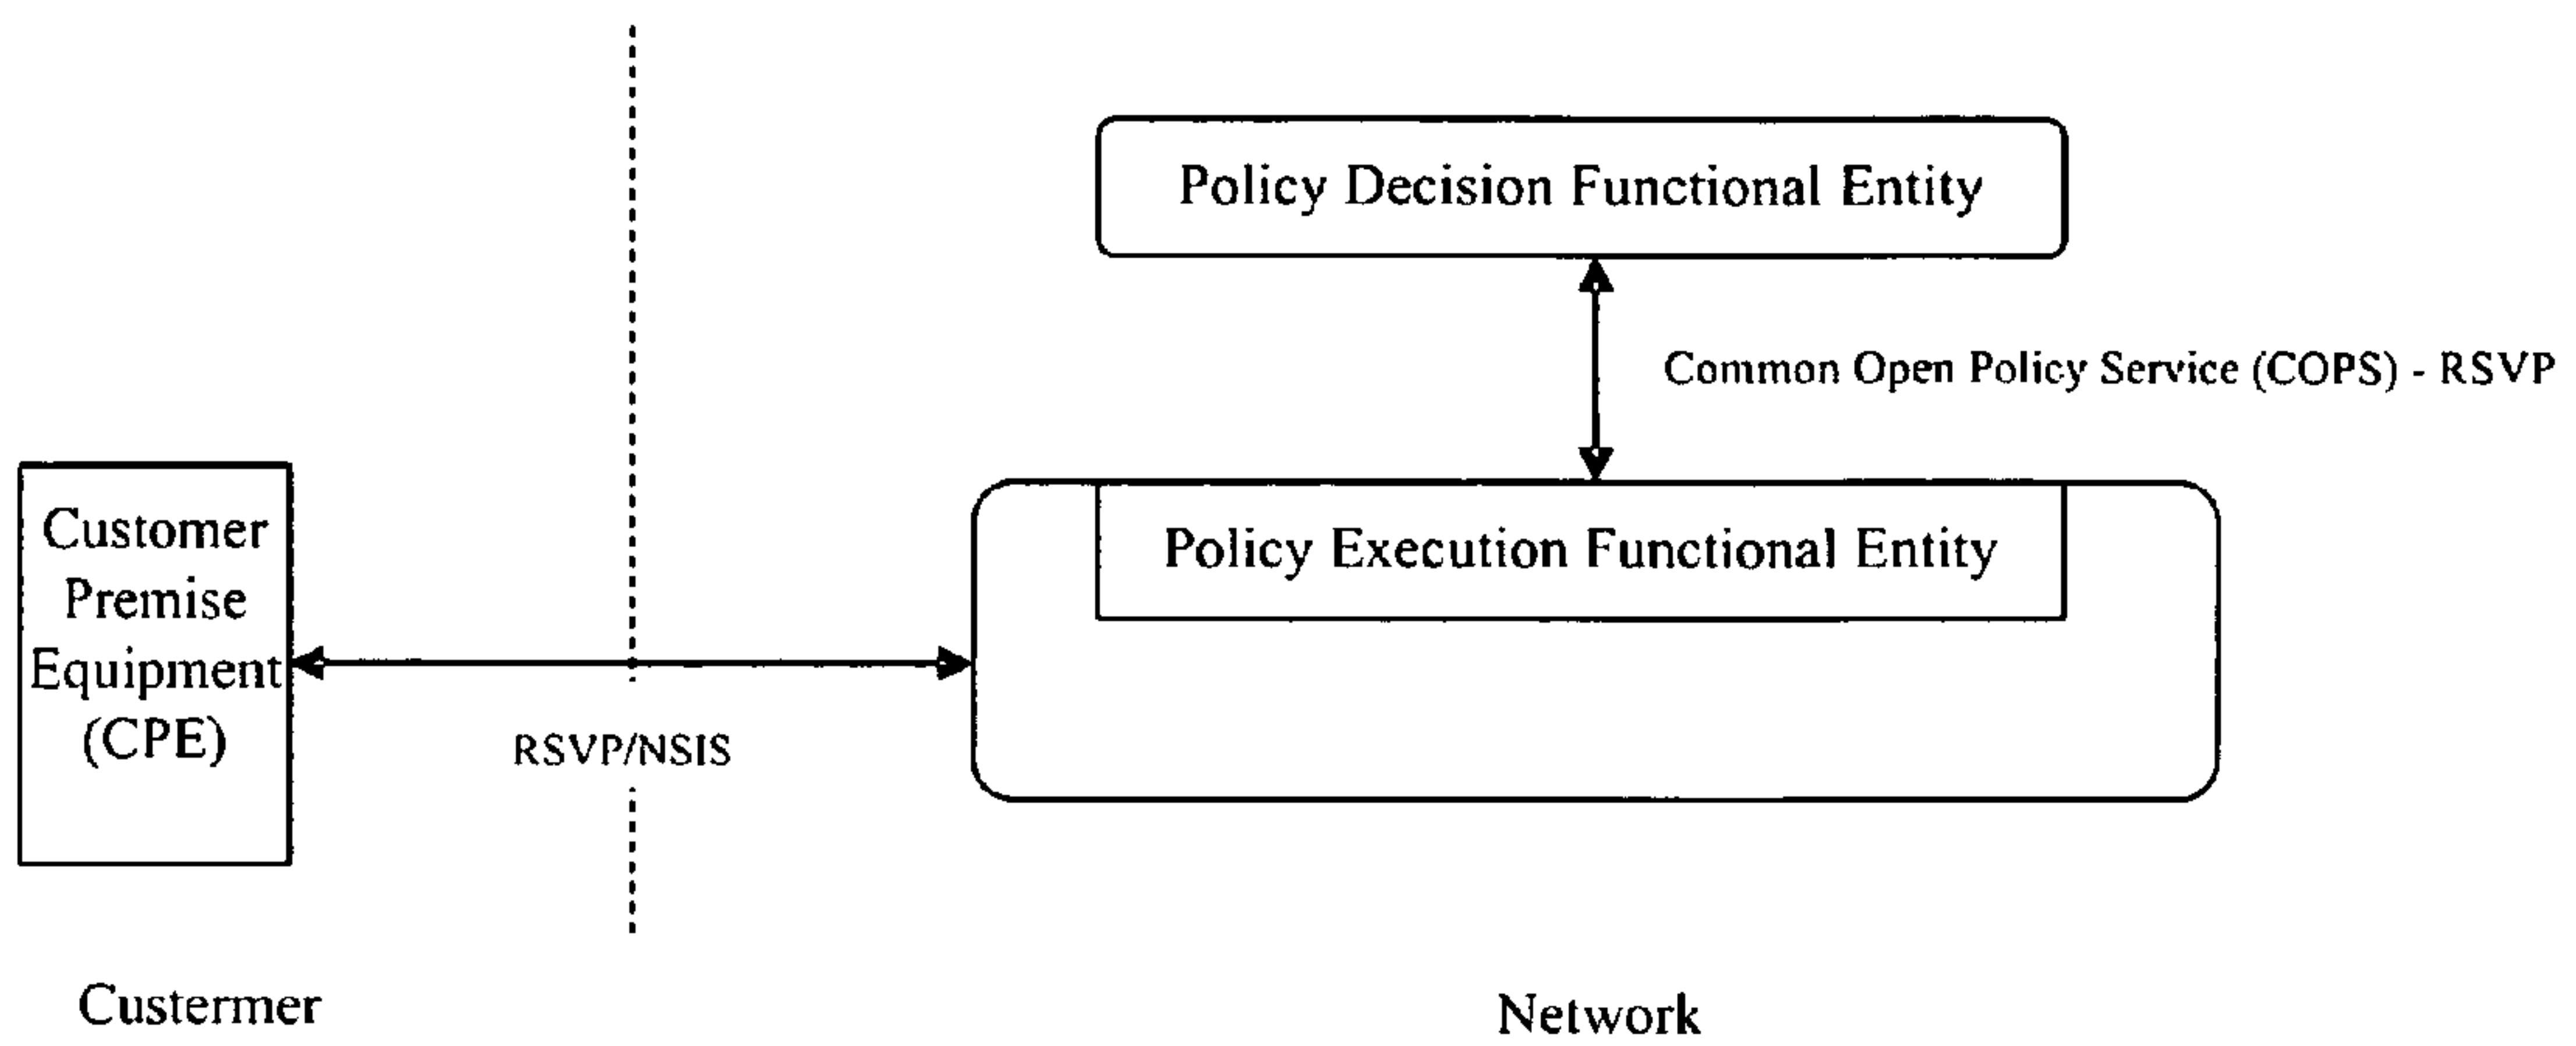 Policy Decision Functional Entity
Common Open Policy Service (COPS) - RSVP
Customer
Premise
Equipment
(CPE)
Policy Execution Functional Entity
RSVP/NSIS
Custermer
Network